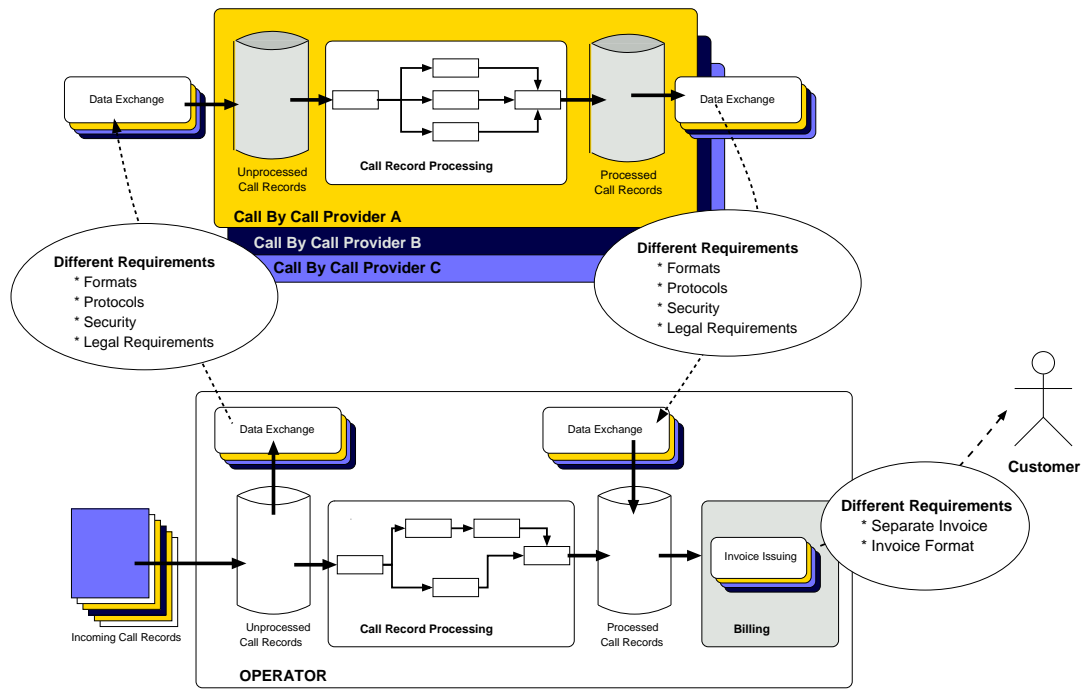 Data Exchange
Data Exchange
Unprocessed
Call Records
Call Record Processing
Processed
Call Records
Call By Call Provider A
Call By Call Provider B
Call By Call Provider C
Different Requirements
* Formats
* Protocols
* Security
* Legal Requirements
Different Requirements
* Formats
* Protocols
* Security
* Legal Requirements
Data Exchange
Data Exchange
Customer
Different Requirements
* Separate Invoice
* Invoice Format
Invoice Issuing
Incoming Call Records
Unprocessed
Call Records
Call Record Processing
Processed
Call Records
Billing
OPERATOR